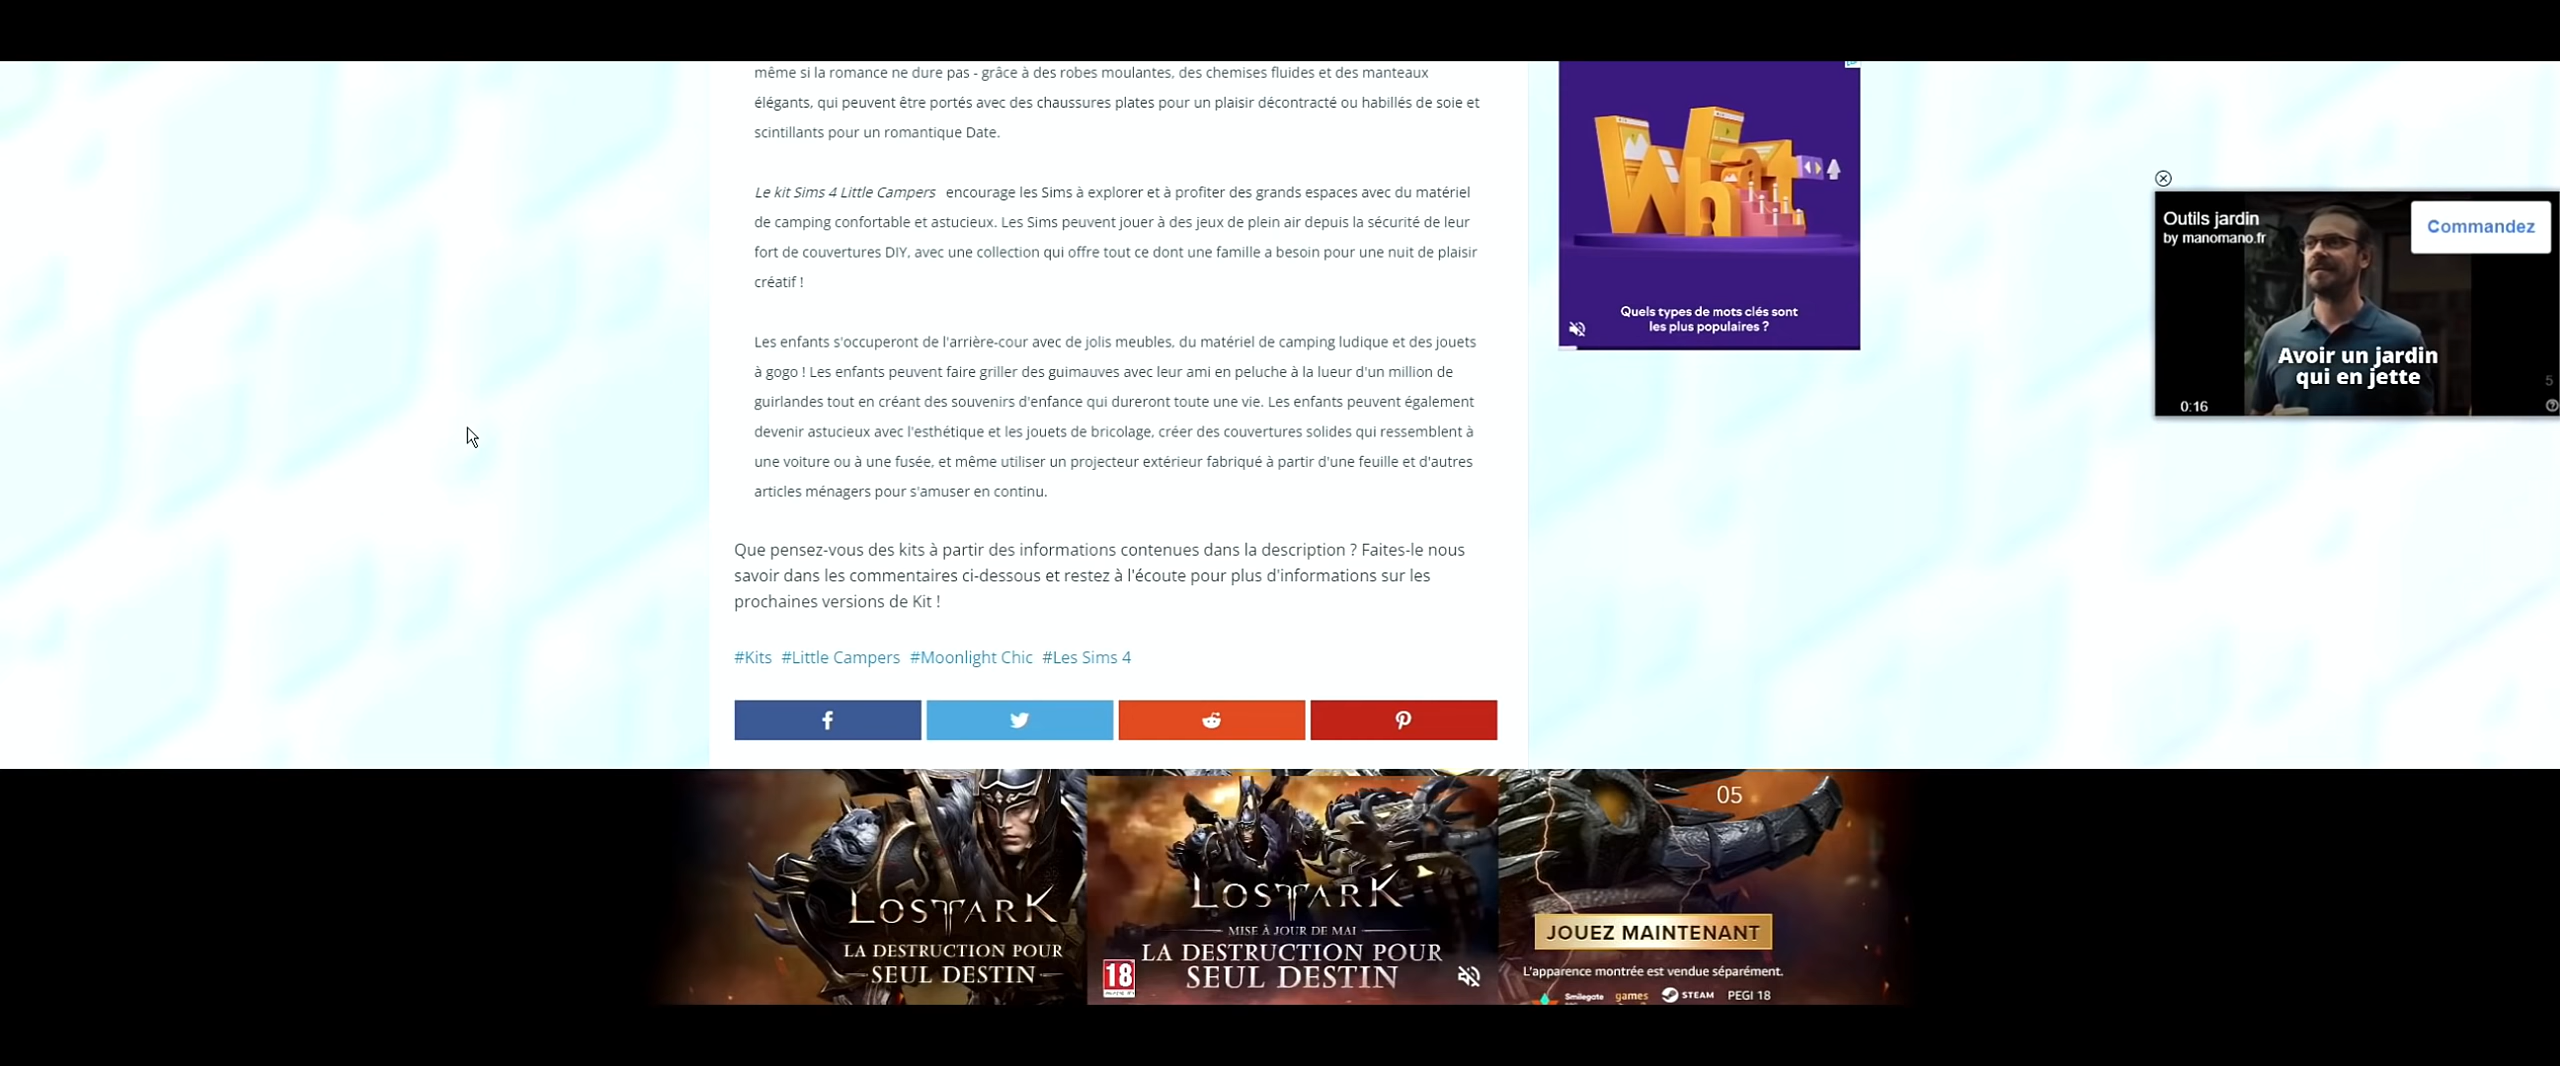 même si la romance ne dure pas - grâce à des robes moulantes, des chemises fluides et des manteaux
élégants, qui peuvent être portés avec des chaussures plates pour un plaisir décontracté ou habillés de soie et
scintillants pour un romantique Date.
Le kit Sims 4 Little Campers encourage les Sims à explorer et à profiter des grands espaces avec du matériel
de camping confortable et astucieux. Les Sims peuvent jouer à des jeux de plein air depuis la sécurité de leur
fort de couvertures DIY, avec une collection qui offre tout ce dont une famille a besoin pour une nuit de plaisir
créatif !
Les enfants s'occuperont de l'arrière-cour avec de jolis meubles, du matériel de camping ludique et des jouets
à gogo ! Les enfants peuvent faire griller des guimauves avec leur ami en peluche à la lueur d'un million de
guirlandes tout en créant des souvenirs d'enfance qui dureront toute une vie. Les enfants peuvent également
devenir astucieux avec l'esthétique et les jouets de bricolage, créer des couvertures solides qui ressemblent à
une voiture ou à une fusée, et même utiliser un projecteur extérieur fabriqué à partir d'une feuille et d'autres
articles ménagers pour s'amuser en continu.
Que pensez-vous des kits à partir des informations contenues dans la description ? Faites-le nous
savoir dans les commentaires ci-dessous et restez à l'écoute pour plus d'informations sur les
prochaines versions de Kit !
#Kits #Little Campers #Moonlight Chic #Les Sims 4
What
Quels types de mots clés sont
les plus populaires ?
Outils jardin
by manomano.fr
Commandez
Avoir un jardin
qui en jette
0:16
5
LOST ARK
LA DESTRUCTION POUR
SEUL DESTIN
LOST ARK
MISE À JOUR DE MAI
LA DESTRUCTION POUR
SEUL DESTIN
18
05
JOUEZ MAINTENANT
L'apparence montrée est vendue séparément.
Smilegate games STEAM PEGI 18